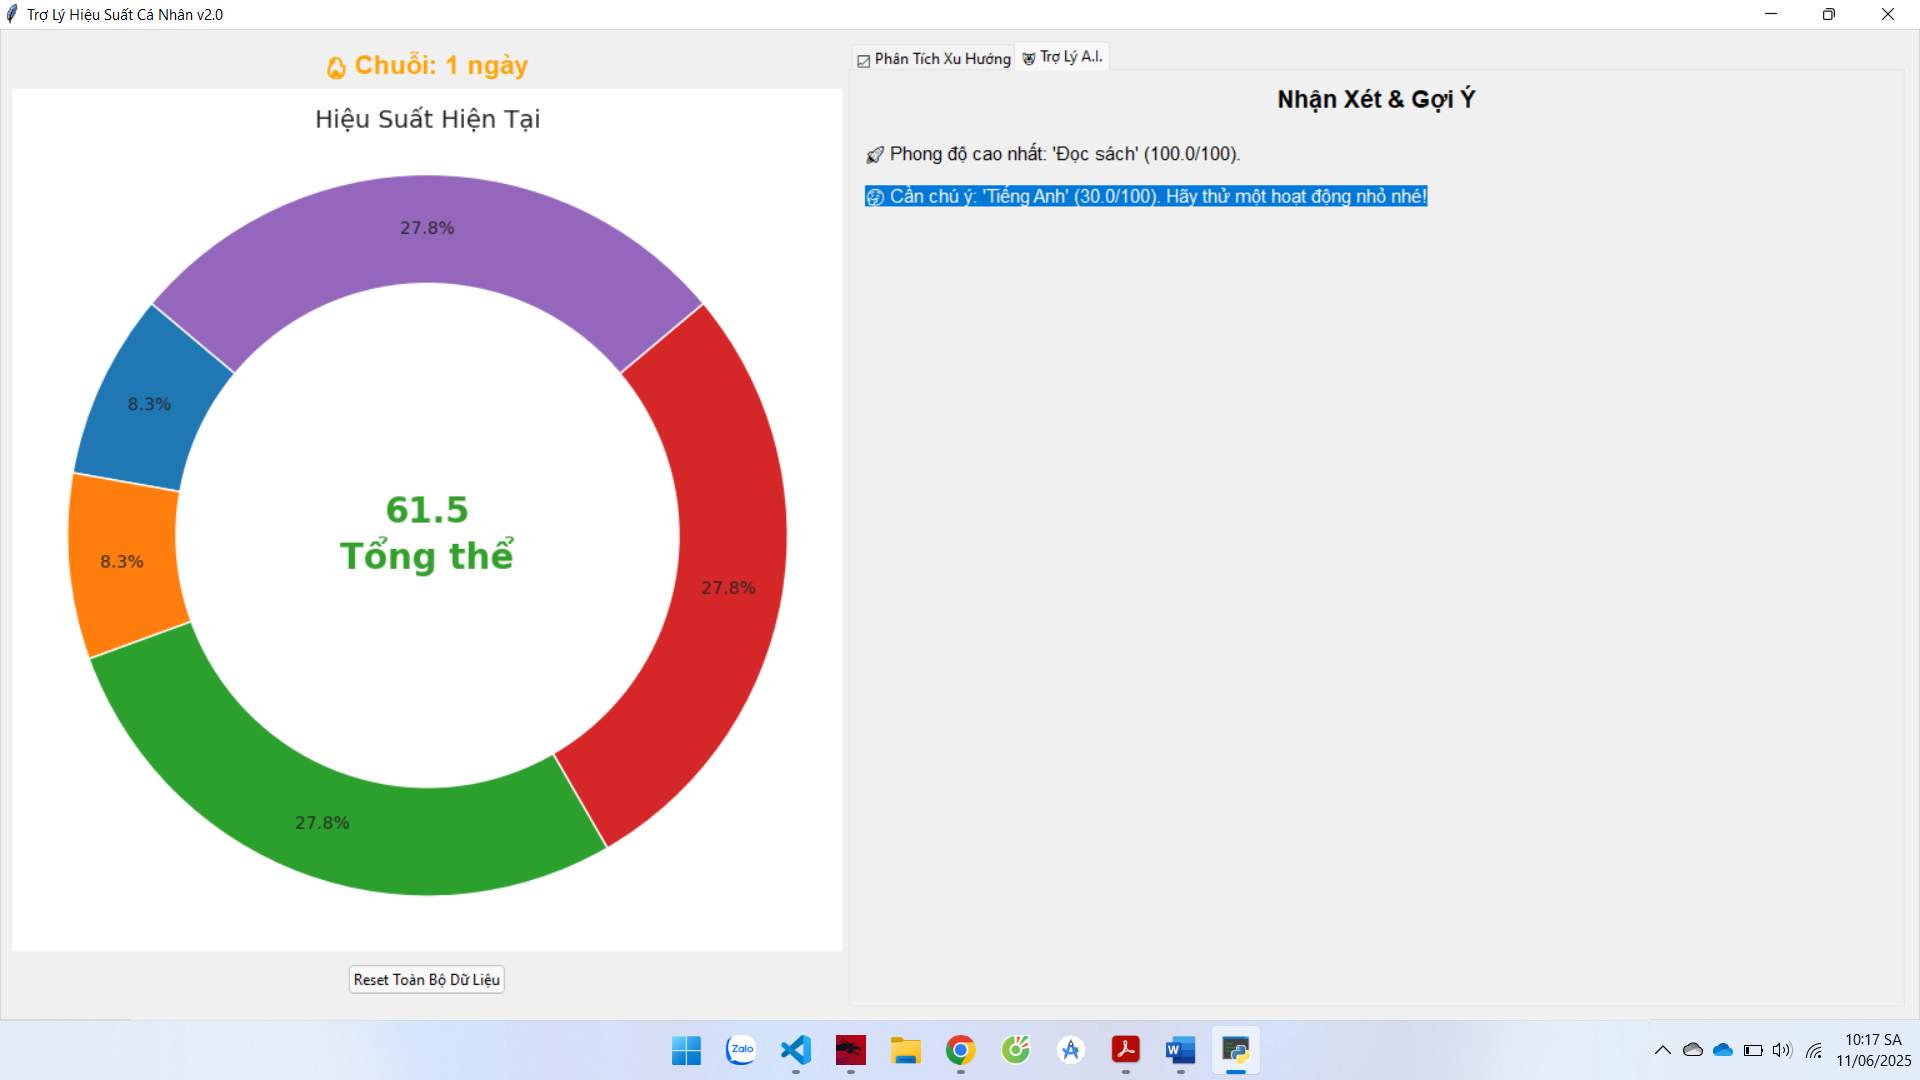 Trợ Lý Hiệu Suất Cá Nhân v2.0
Chuỗi: 1 ngày
Hiệu Suất Hiện Tại
27.8%
8.3%
8.3%
27.8%
27.8%
61.5
Tổng thể
Reset Toàn Bộ Dữ Liệu
Phân Tích Xu Hướng
Trợ Lý A.I.
Nhận Xét & Gợi Ý
Phong độ cao nhất: 'Đọc sách' (100.0/100).
Cần chú ý: 'Tiếng Anh' (30.0/100). Hãy thử một hoạt động nhỏ nhé!
Zalo
W
10:17 SA
11/06/2025